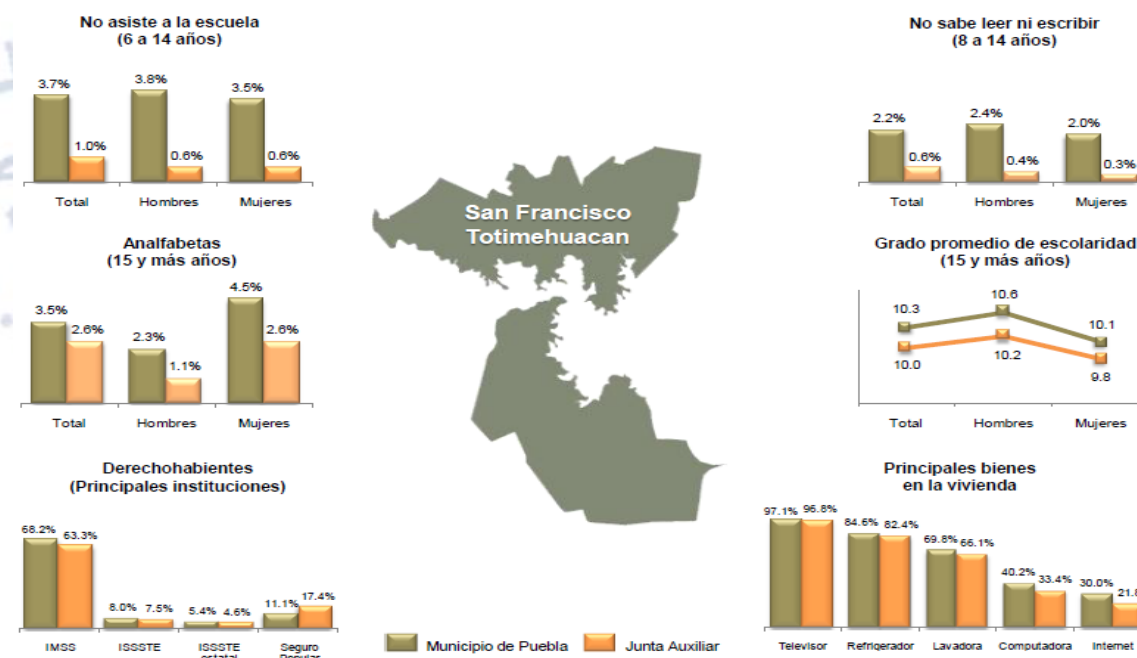 No asiste a la escuela
(6 a 14 años)
3.7% 1.0% 3.8% 0.6% 3.5% 0.6%
Total Hombres Mujeres
Analfabetas
(15 y más años)
3.5% 2.6% 2.3% 1.1% 4.5% 2.6%
Total Hombres Mujeres
Derechohabientes
(Principales instituciones)
68.2% 63.3% 8.0% 7.5% 5.4% 4.6% 11.1% 17.4%
IMSS ISSSTE ISSSTE Seguro
estatal Popular
San Francisco
Totimehuacan
Municipio de Puebla Junta Auxiliar
No sabe leer ni escribir
(8 a 14 años)
2.2% 0.6% 2.4% 0.4% 2.0% 0.3%
Total Hombres Mujeres
Grado promedio de escolaridad
(15 y más años)
10.3 10.6 10.1
10.0 10.2 9.8
Total Hombres Mujeres
Principales bienes
en la vivienda
97.1% 96.8% 84.6% 82.4% 69.8% 66.1% 40.2% 33.4% 30.0% 21.8
Televisor Refrigerador Lavadora Computadora Internet